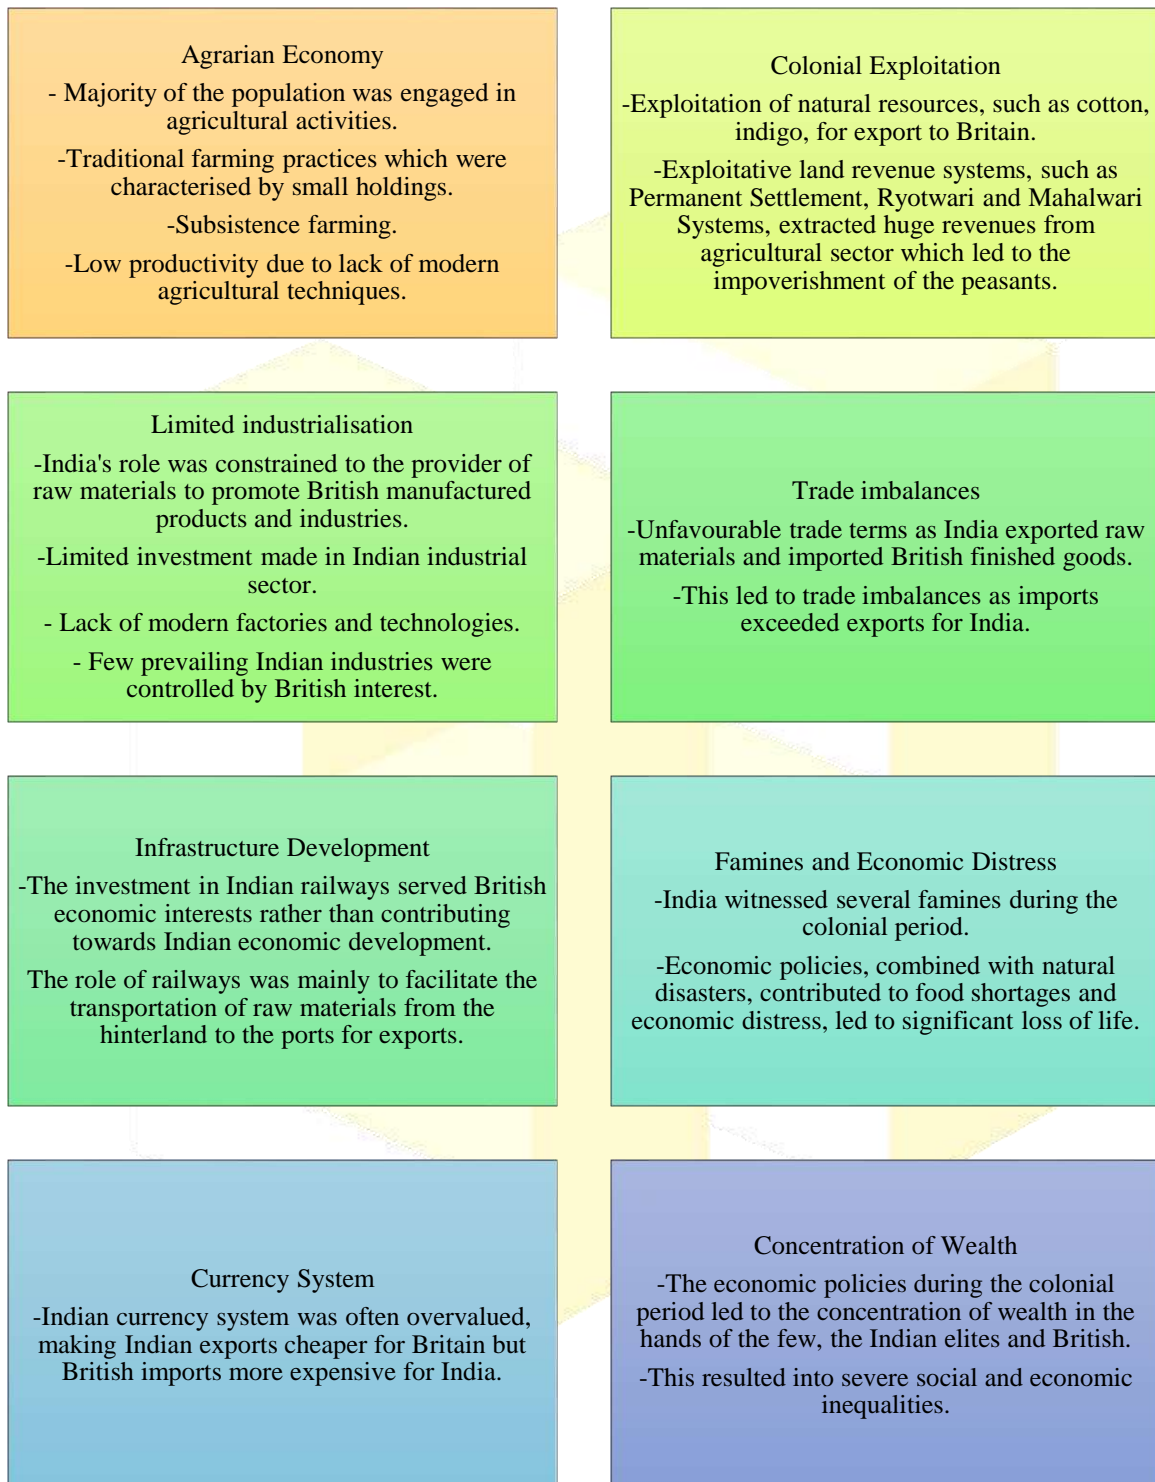 Agrarian Economy
- Majority of the population was engaged in
agricultural activities.
-Traditional farming practices which were
characterised by small holdings.
-Subsistence farming.
-Low productivity due to lack of modern
agricultural techniques.
Colonial Exploitation
-Exploitation of natural resources, such as cotton,
indigo, for export to Britain.
-Exploitative land revenue systems, such as
Permanent Settlement, Ryotwari and Mahalwari
Systems, extracted huge revenues from
agricultural sector which led to the
impoverishment of the peasants.
Limited industrialisation
-India's role was constrained to the provider of
raw materials to promote British manufactured
products and industries.
-Limited investment made in Indian industrial
sector.
- Lack of modern factories and technologies.
- Few prevailing Indian industries were
controlled by British interest.
Trade imbalances
-Unfavourable trade terms as India exported raw
materials and imported British finished goods.
-This led to trade imbalances as imports
exceeded exports for India.
Infrastructure Development
-The investment in Indian railways served British
economic interests rather than contributing
towards Indian economic development.
The role of railways was mainly to facilitate the
transportation of raw materials from the
hinterland to the ports for exports.
Famines and Economic Distress
-India witnessed several famines during the
colonial period.
-Economic policies, combined with natural
disasters, contributed to food shortages and
economic distress, led to significant loss of life.
Currency System
-Indian currency system was often overvalued,
making Indian exports cheaper for Britain but
British imports more expensive for India.
Concentration of Wealth
-The economic policies during the colonial
period led to the concentration of wealth in the
hands of the few, the Indian elites and British.
-This resulted into severe social and economic
inequalities.